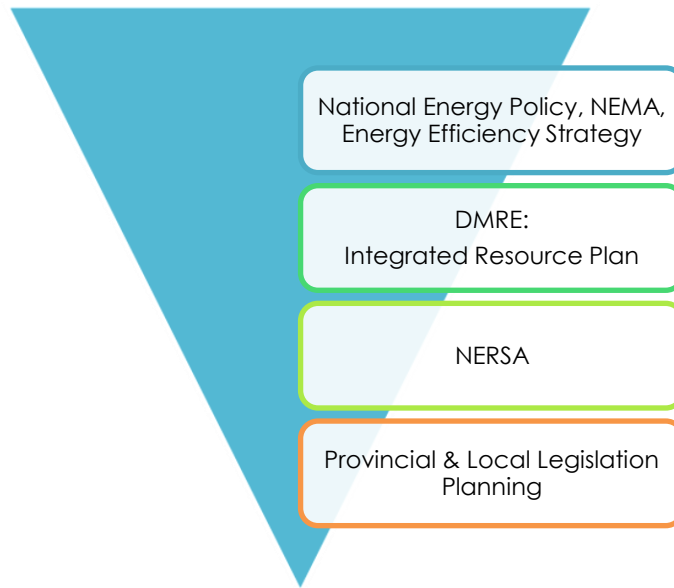 National Energy Policy, NEMA,
Energy Efficiency Strategy
DMRE:
Integrated Resource Plan
NERSA
Provincial & Local Legislation
Planning